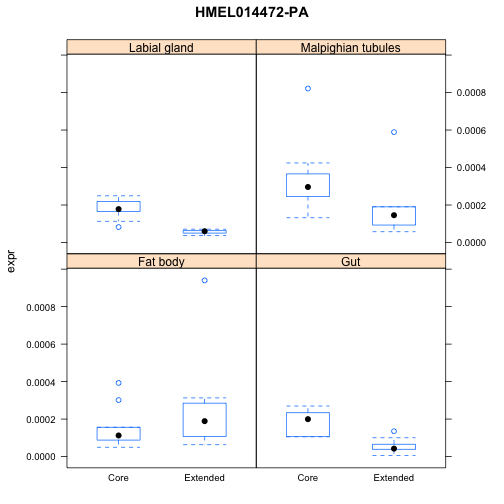 HMEL014472-PA
Labial gland
Malpighian tubules
0.0008
0.0006
0.0004
0.0002
0.0000
expr
Fat body
Gut
0.0008
0.0006
0.0004
0.0002
0.0000
Core
Extended
Core
Extended